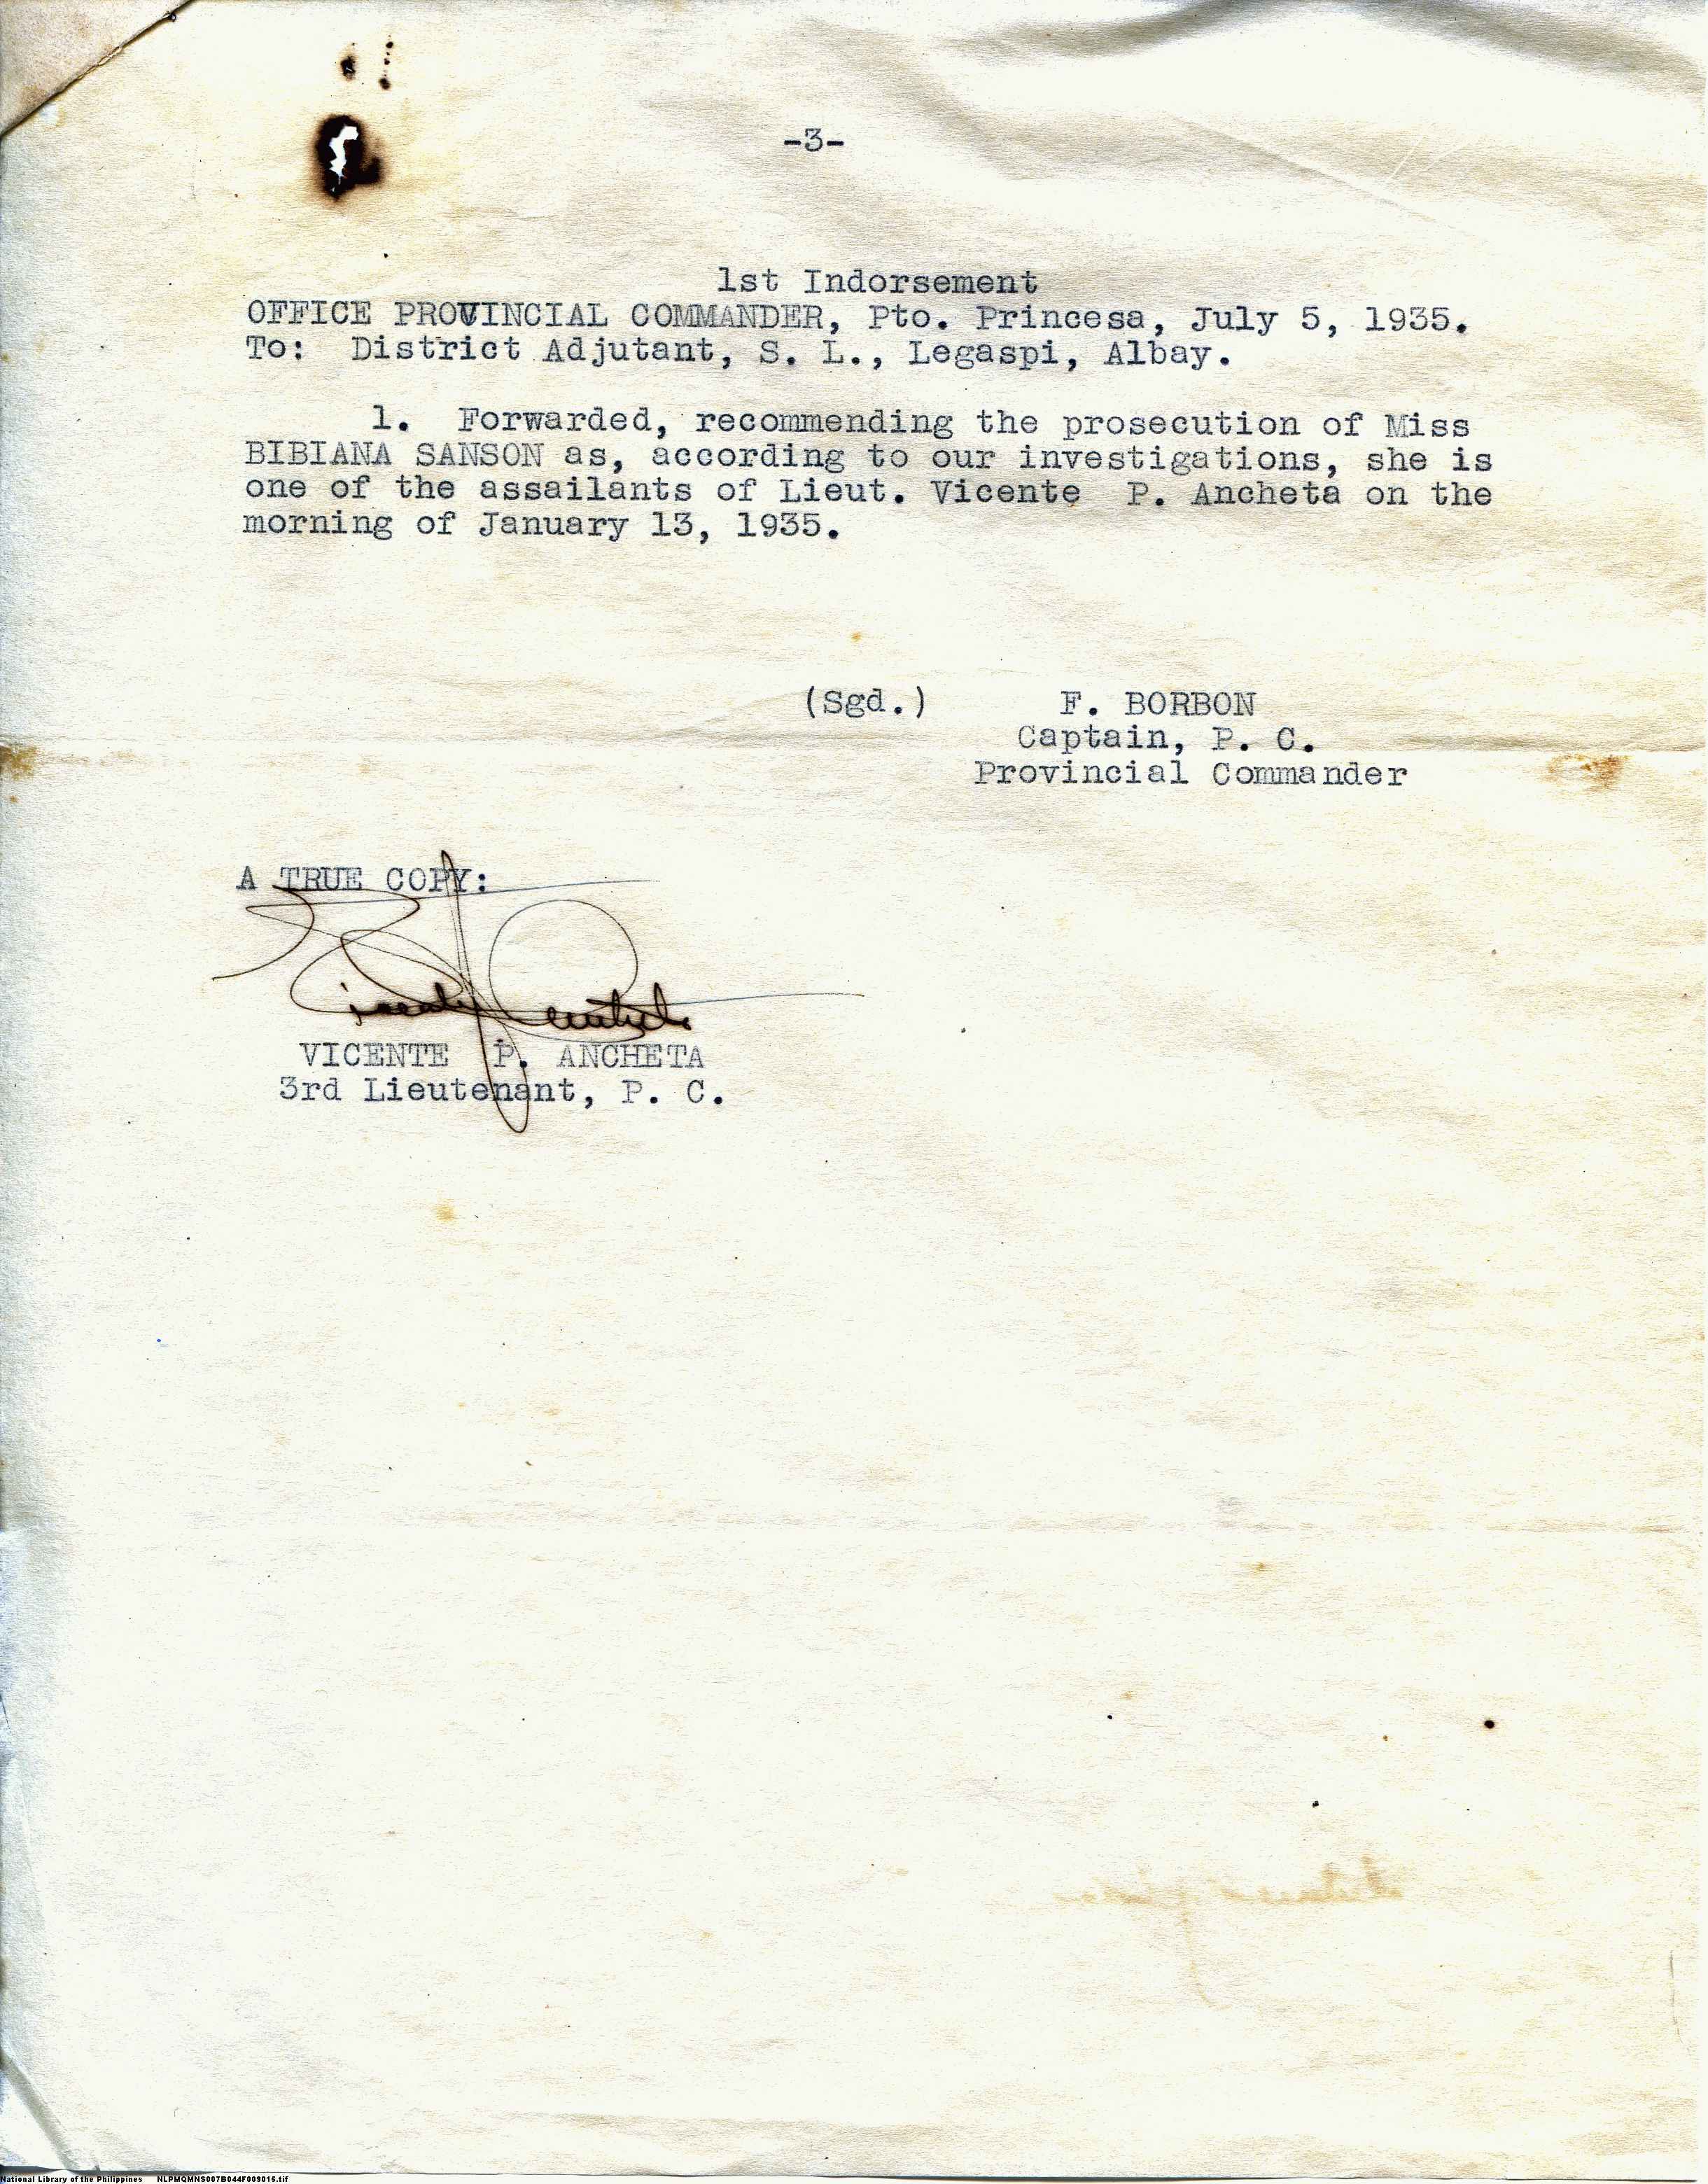 -3-
1st Indorsement
OFFICE PROVINCIAL COMMANDER, Pto. Princesa, July 5, 1935.
To: District Adjutant, S. L., Legaspi, Albay.
1. Forwarded, recommending the prosecution of Miss
BIBIANA SANSON as, according to our investigations, she is
one of the assailants of Lieut. Vicente P. Ancheta on the
morning of January 13, 1935.
(Sgd.) F. BORBON
Captain, P. C.
Provincial Commander
A TRUE COPY:
VICENTE P. ANCHETA
3rd Lieutenant, P. C.
National Library of the Philippines NLPMQMNS007B044F009015.tif